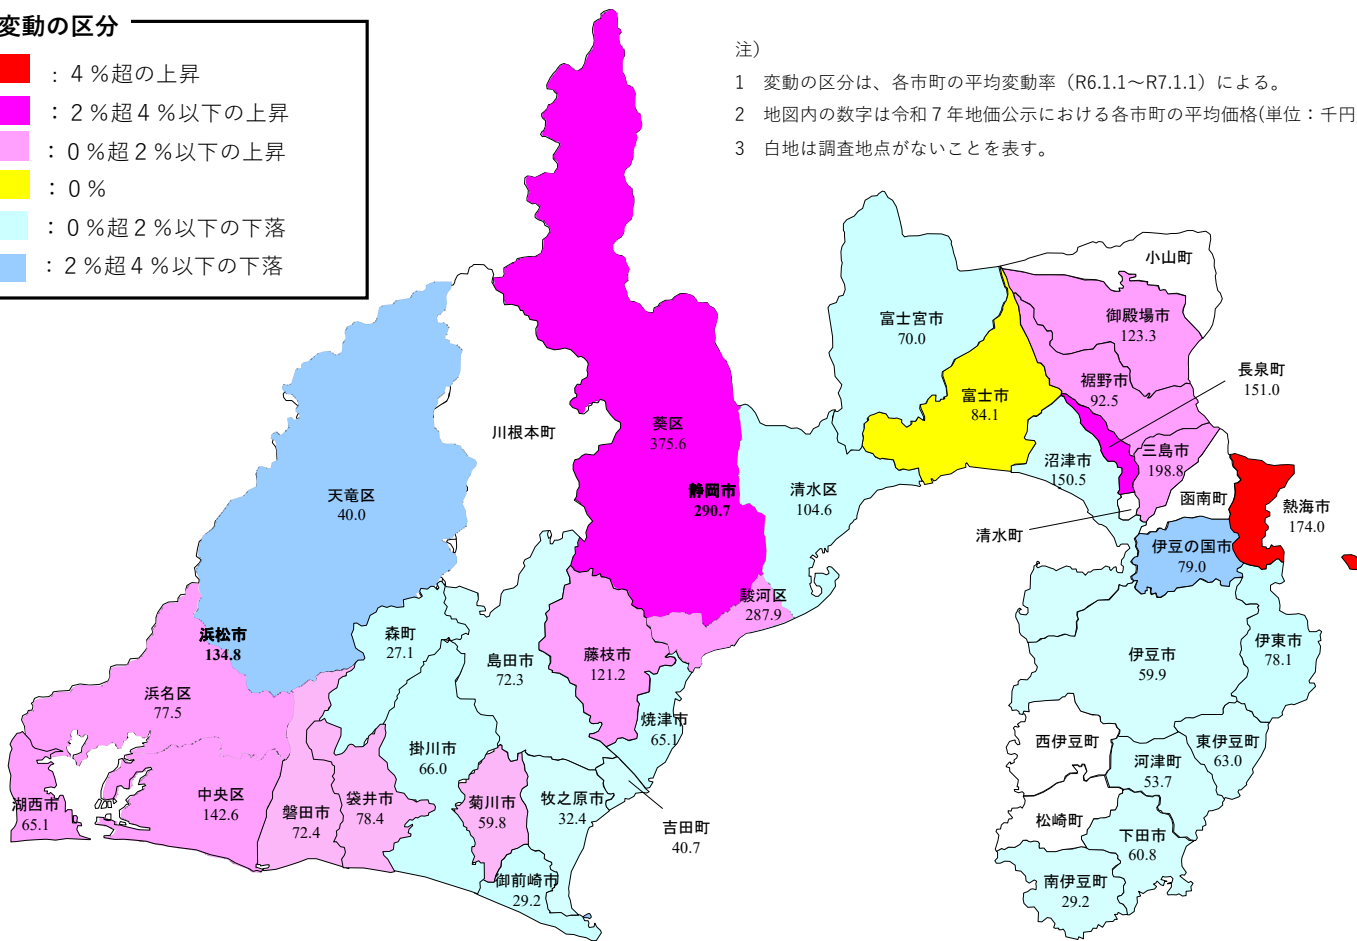 変動の区分
：４％超の上昇
：２％超４％以下の上昇
：０％超２％以下の上昇
：０％
：０％超２％以下の下落
：２％超４％以下の下落
注）
1　変動の区分は、各市町の平均変動率（R6.1.1～R7.1.1）による。
2　地図内の数字は令和７年地価公示における各市町の平均価格(単位：千円
3　白地は調査地点がないことを表す。
小山町
御殿場市
123.3
富士宮市
70.0
長泉町
151.0
裾野市
92.5
富士市
84.1
葵区
375.6
川根本町
三島市
198.8
沼津市
150.5
静岡市
290.7
清水区
104.6
天竜区
40.0
函南町
熱海市
174.0
清水町
伊豆の国市
79.0
駿河区
287.9
浜松市
134.8
森町
27.1
島田市
72.3
藤枝市
121.2
伊豆市
59.9
伊東市
78.1
浜名区
77.5
焼津市
65.1
掛川市
66.0
西伊豆町
東伊豆町
63.0
河津町
53.7
湖西市
65.1
中央区
142.6
磐田市
72.4
袋井市
78.4
菊川市
59.8
牧之原市
32.4
吉田町
40.7
松崎町
下田市
60.8
御前崎市
29.2
南伊豆町
29.2